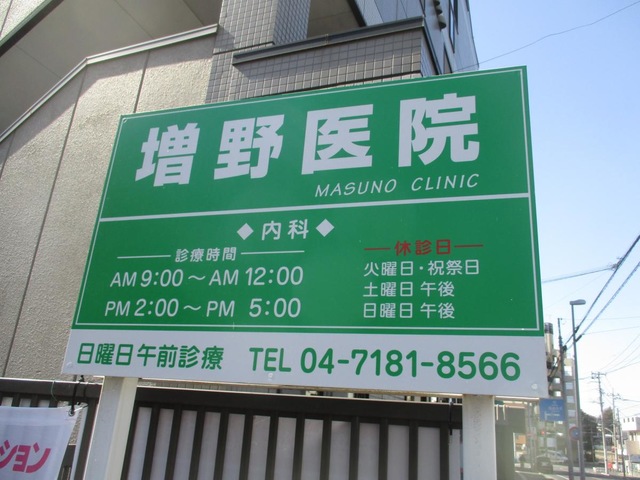 増野医院
MASUNO CLINIC
◆内科◆
診療時間
AM 9:00～AM 12:00
PM 2:00～PM 5:00
休診日
火曜日・祝祭日
土曜日 午後
日曜日 午後
日曜日午前診療 TEL 04-7181-8566
ション